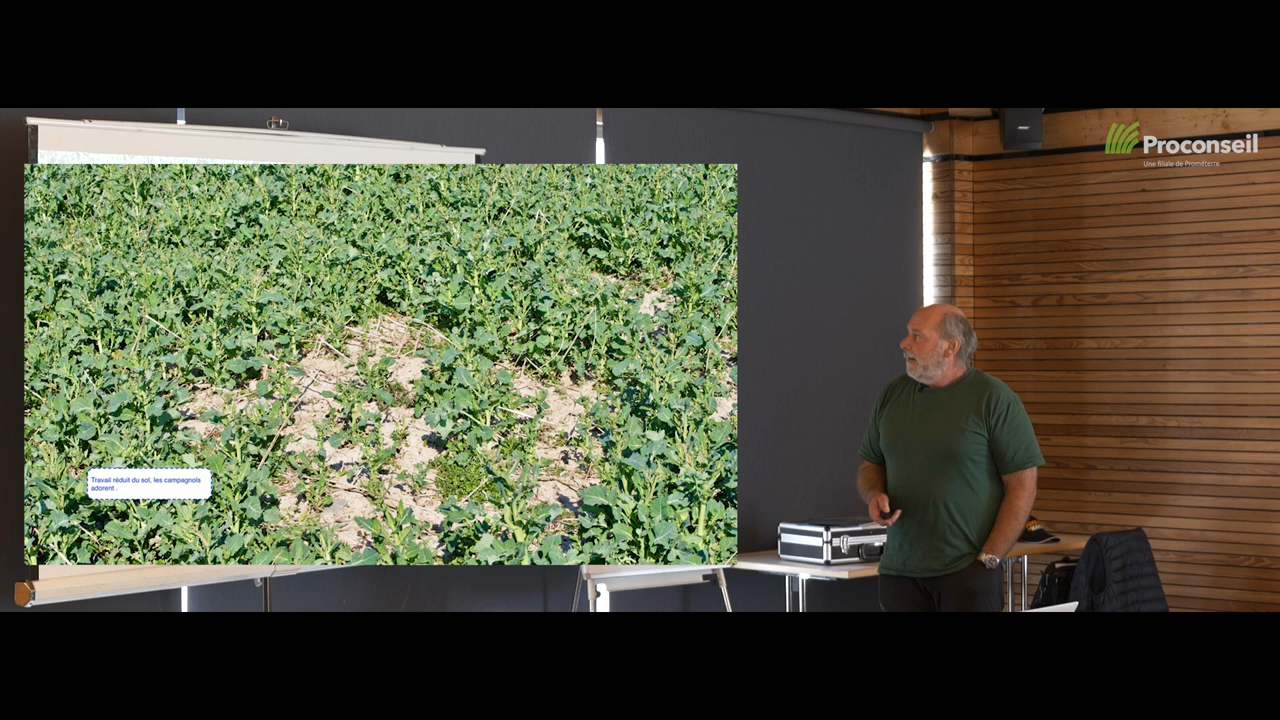 Proconseil
Une filiale de Prométerre
Travail réduit du sol, les campagnols
adorent .